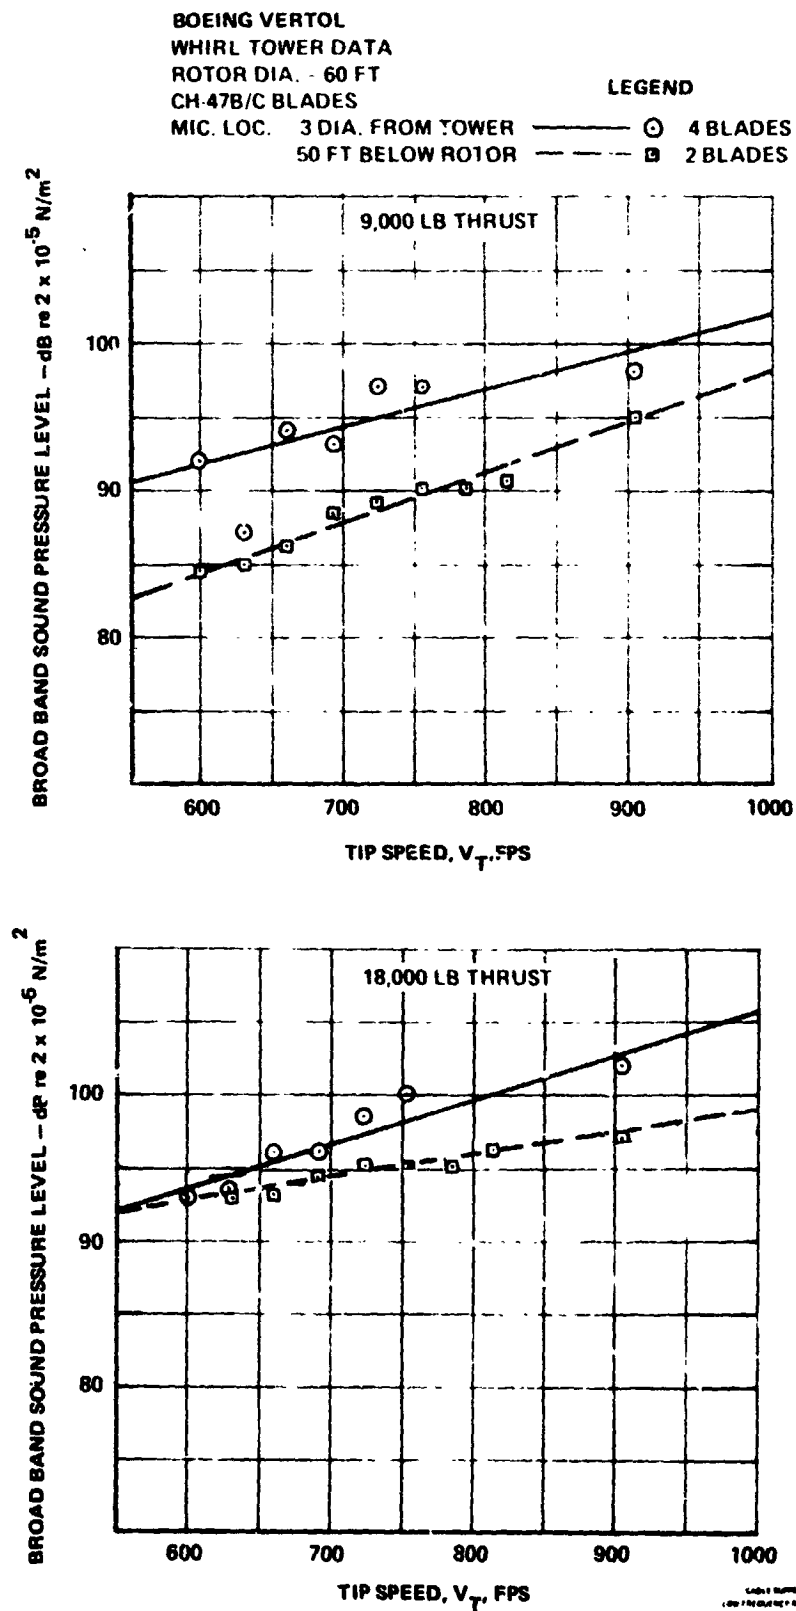 BOEING VERTOL
WHIRL TOWER DATA
ROTOR DIA. - 60 FT
CH-47B/C BLADES
LEGEND
MIC. LOC. 3 DIA. FROM TOWER 4 BLADES
50 FT BELOW ROTOR 2 BLADES
BROAD BAND SOUND PRESSURE LEVEL – dB re 2 x 10-5 N/m2
9,000 LB THRUST
100
90
80
600 700 800 900 1000
TIP SPEED, VT, FPS
BROAD BAND SOUND PRESSURE LEVEL – dP re 2 x 10-5 N/m2
18,000 LB THRUST
100
90
80
600 700 800 900 1000
TIP SPEED, VT, FPS